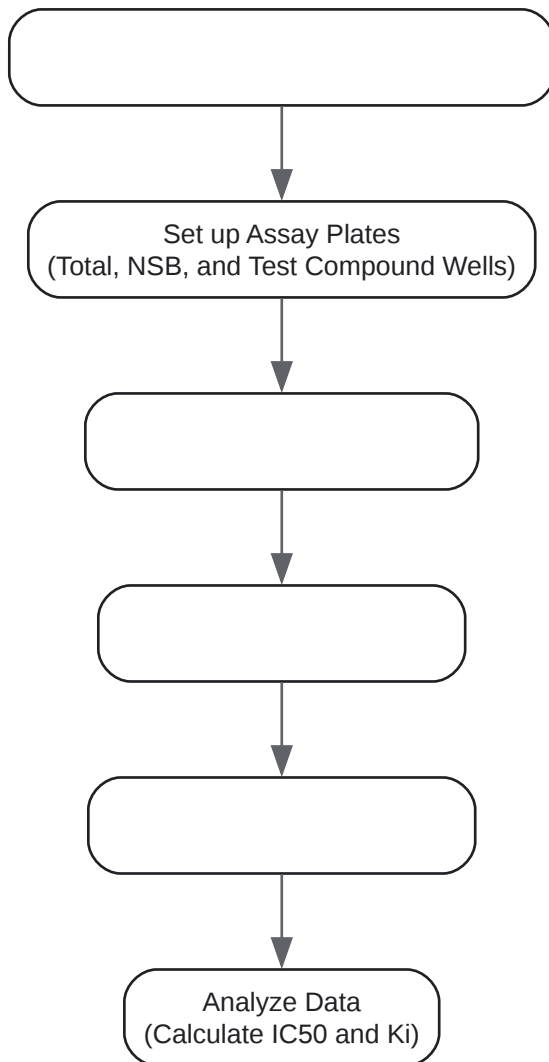 Set up Assay Plates
(Total, NSB, and Test Compound Wells)
Analyze Data
(Calculate IC50 and Ki)